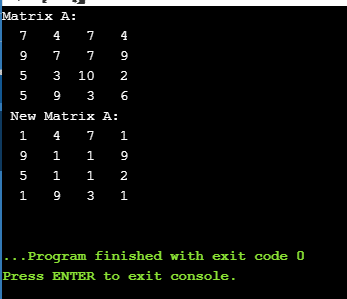 Matrix A:
7 4 7 4
9 7 7 9
5 3 10 2
5 9 3 6
New Matrix A:
1 4 7 1
9 1 1 9
5 1 1 2
1 9 3 1
...Program finished with exit code 0
Press ENTER to exit console.